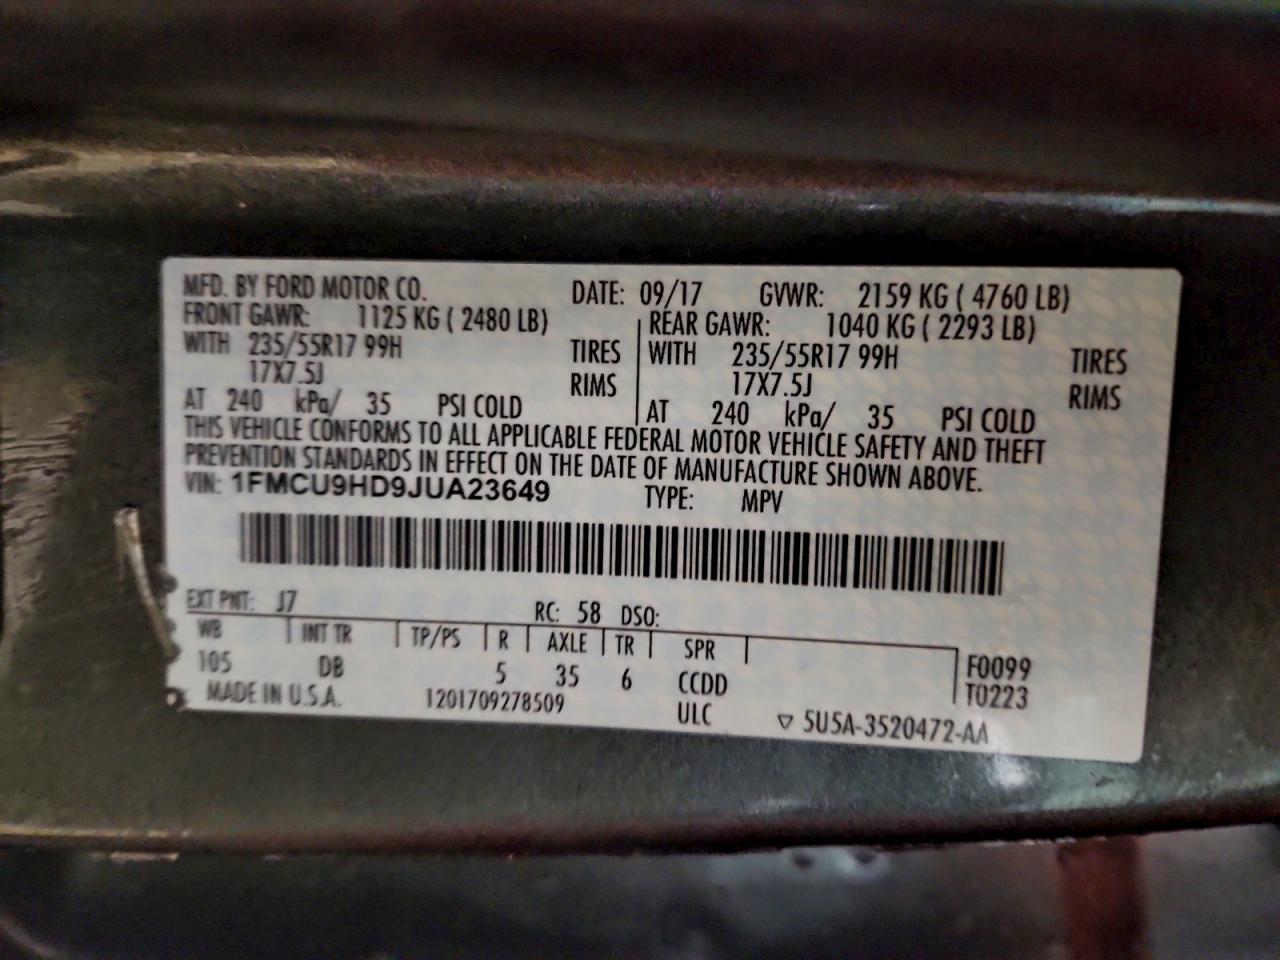 MFD. BY FORD MOTOR CO. DATE: 09/17 GVWR: 2159 KG ( 4760 LB)
FRONT GAWR: 1125 KG ( 2480 LB) REAR GAWR: 1040 KG ( 2293 LB)
WITH 235/55R17 99H TIRES WITH 235/55R17 99H TIRES
17X7.5J RIMS 17X7.5J RIMS
AT 240 kPa/ 35 PSI COLD AT 240 kPa/ 35 PSI COLD
THIS VEHICLE CONFORMS TO ALL APPLICABLE FEDERAL MOTOR VEHICLE SAFETY AND THEFT
PREVENTION STANDARDS IN EFFECT ON THE DATE OF MANUFACTURE SHOWN ABOVE.
VIN: 1FMCU9HD9JUA23649 TYPE: MPV
EXT PNT: J7 RC: 58 DSO:
WB INT TR TP/PS R AXLE TR SPR F0099
105 DB 5 35 6 CCDD T0223
MADE IN U.S.A. 1201709278509 ULC ▽ 5U5A-3520472-AA